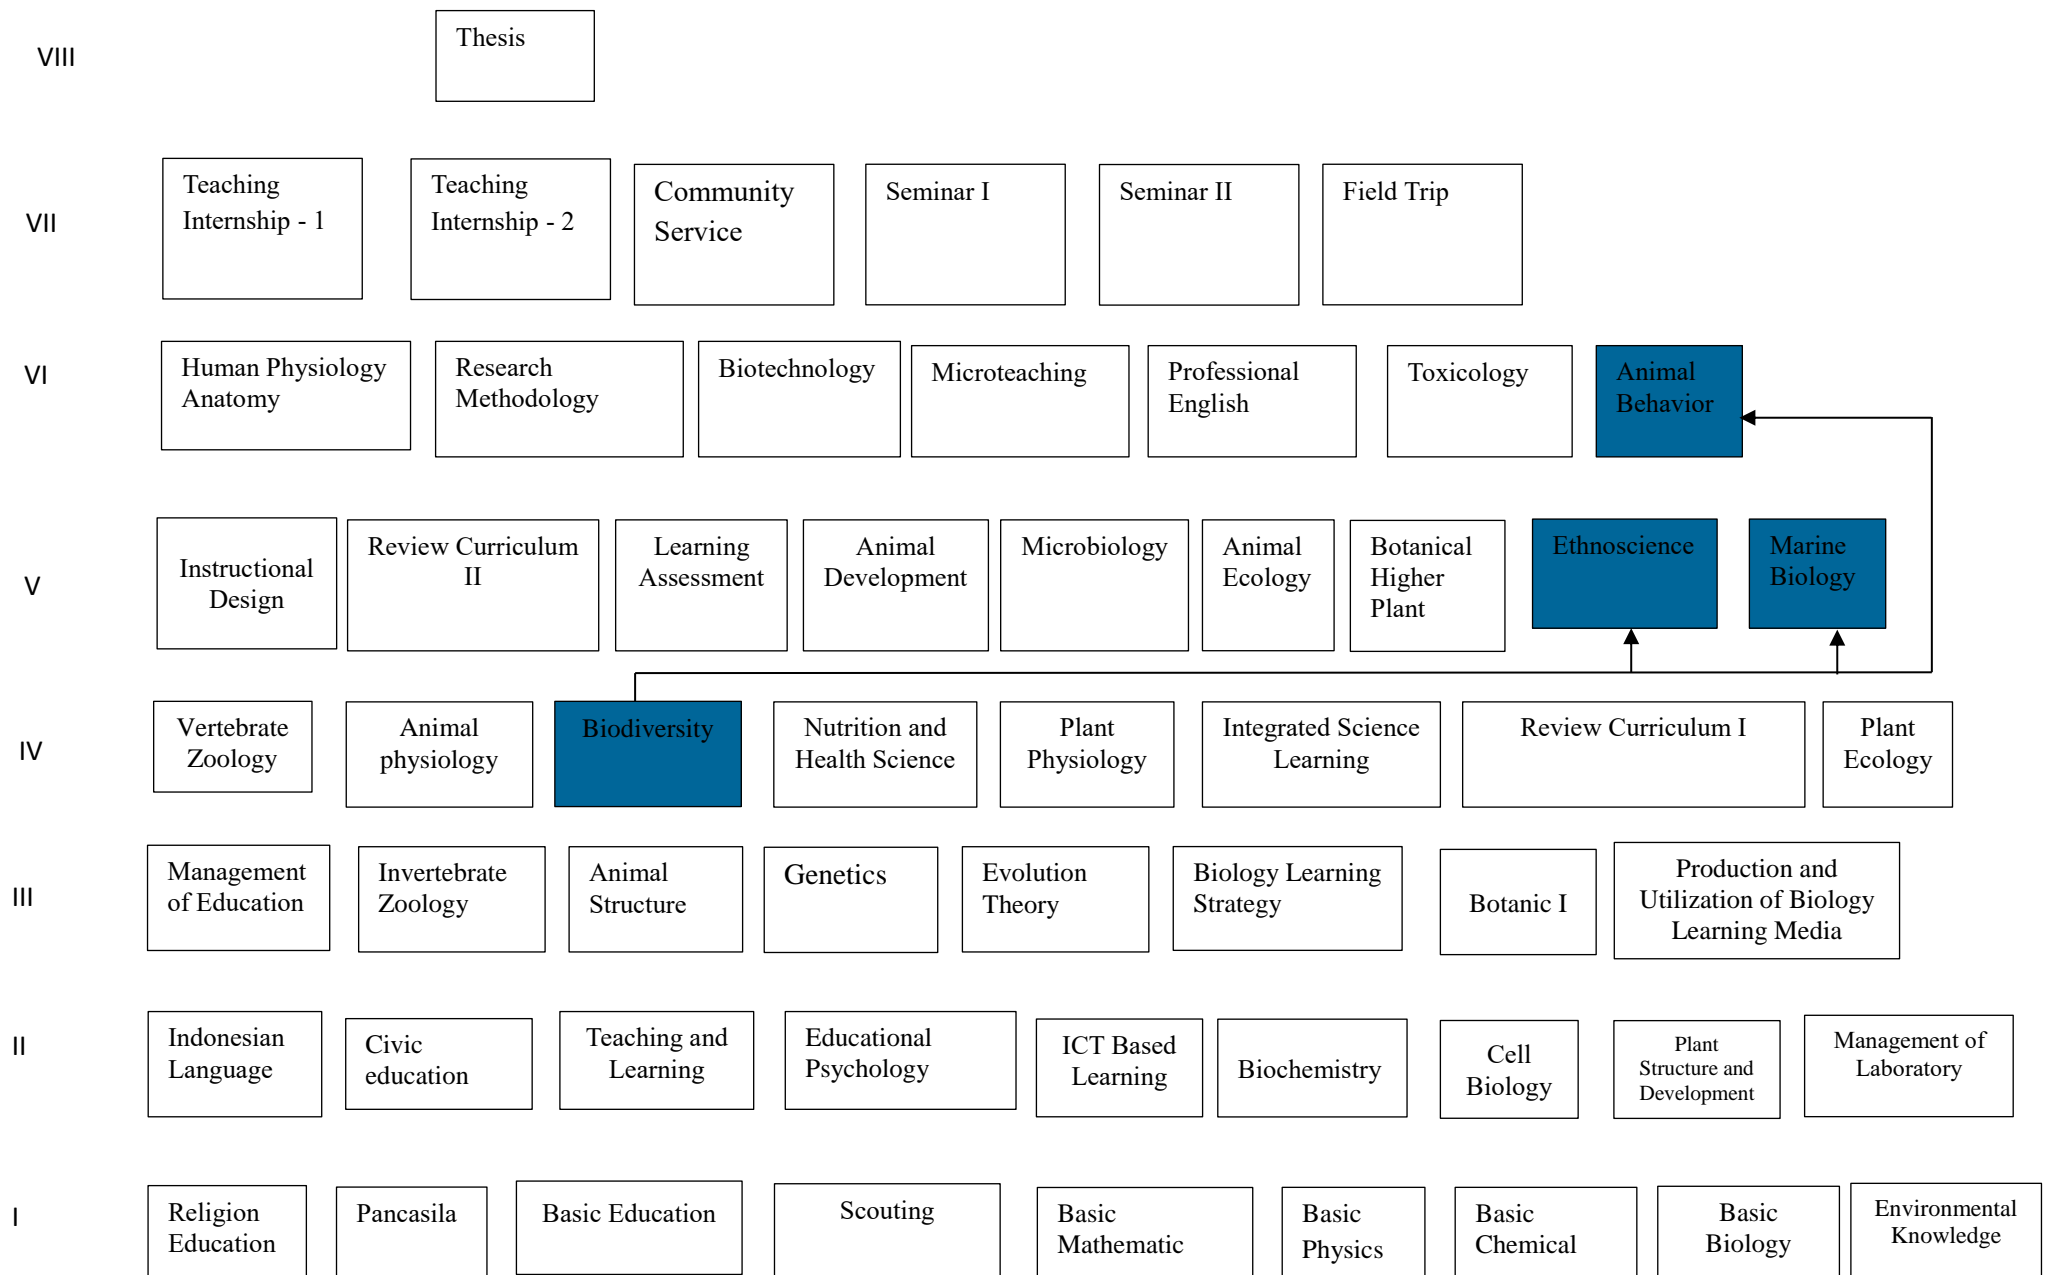 VIII
Thesis
VII
Teaching
Internship - 1
Teaching
Internship - 2
Community
Service
Seminar I
Seminar II
Field Trip
VI
Human Physiology
Anatomy
Research
Methodology
Biotechnology
Microteaching
Professional
English
Toxicology
Animal
Behavior
V
Instructional
Design
Review Curriculum
II
Learning
Assessment
Animal
Development
Microbiology
Animal
Ecology
Botanical
Higher
Plant
Ethnoscience
Marine
Biology
IV
Vertebrate
Zoology
Animal
physiology
Biodiversity
Nutrition and
Health Science
Plant
Physiology
Integrated Science
Learning
Review Curriculum I
Plant
Ecology
III
Management
of Education
Invertebrate
Zoology
Animal
Structure
Genetics
Evolution
Theory
Biology Learning
Strategy
Botanic I
Production and
Utilization of Biology
Learning Media
II
Indonesian
Language
Civic
education
Teaching and
Learning
Educational
Psychology
ICT Based
Learning
Biochemistry
Cell
Biology
Plant
Structure and
Development
Management of
Laboratory
I
Religion
Education
Pancasila
Basic Education
Scouting
Basic
Mathematic
Basic
Physics
Basic
Chemical
Basic
Biology
Environmental
Knowledge